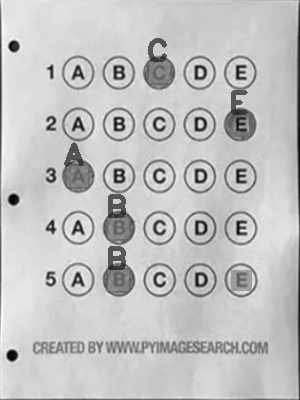 C
1 A B C D E
E
2 A B C D E
A
3 A B C D E
B
4 A B C D E
B
5 A B C D E
CREATED BY WWW.PYIMAGESEARCH.COM